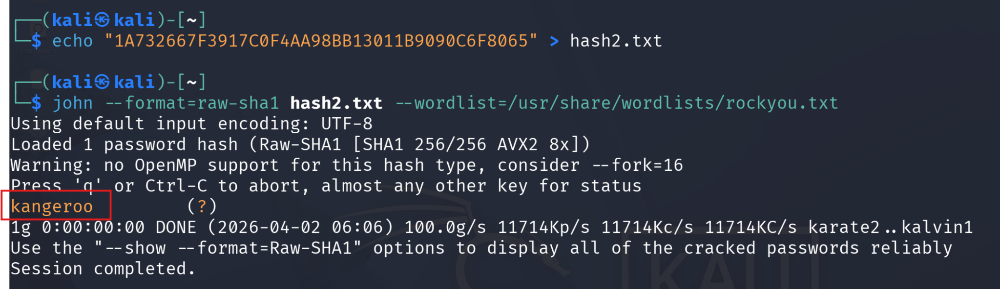 ┌──(kali㉿kali)-[~]
└─$ echo "1A732667F3917C0F4AA98BB13011B9090C6F8065" > hash2.txt
┌──(kali㉿kali)-[~]
└─$ john --format=raw-sha1 hash2.txt --wordlist=/usr/share/wordlists/rockyou.txt
Using default input encoding: UTF-8
Loaded 1 password hash (Raw-SHA1 [SHA1 256/256 AVX2 8x])
Warning: no OpenMP support for this hash type, consider --fork=16
Press 'q' or Ctrl-C to abort, almost any other key for status
kangeroo         (?)
1g 0:00:00:00 DONE (2026-04-02 06:06) 100.0g/s 11714Kp/s 11714Kc/s 11714KC/s karate2..kalvin1
Use the "--show --format=Raw-SHA1" options to display all of the cracked passwords reliably
Session completed.
KALI